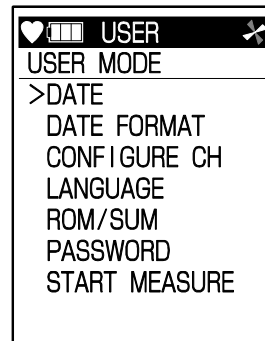 USER
USER MODE
>DATE
DATE FORMAT
CONFIGURE CH
LANGUAGE
ROM/SUM
PASSWORD
START MEASURE